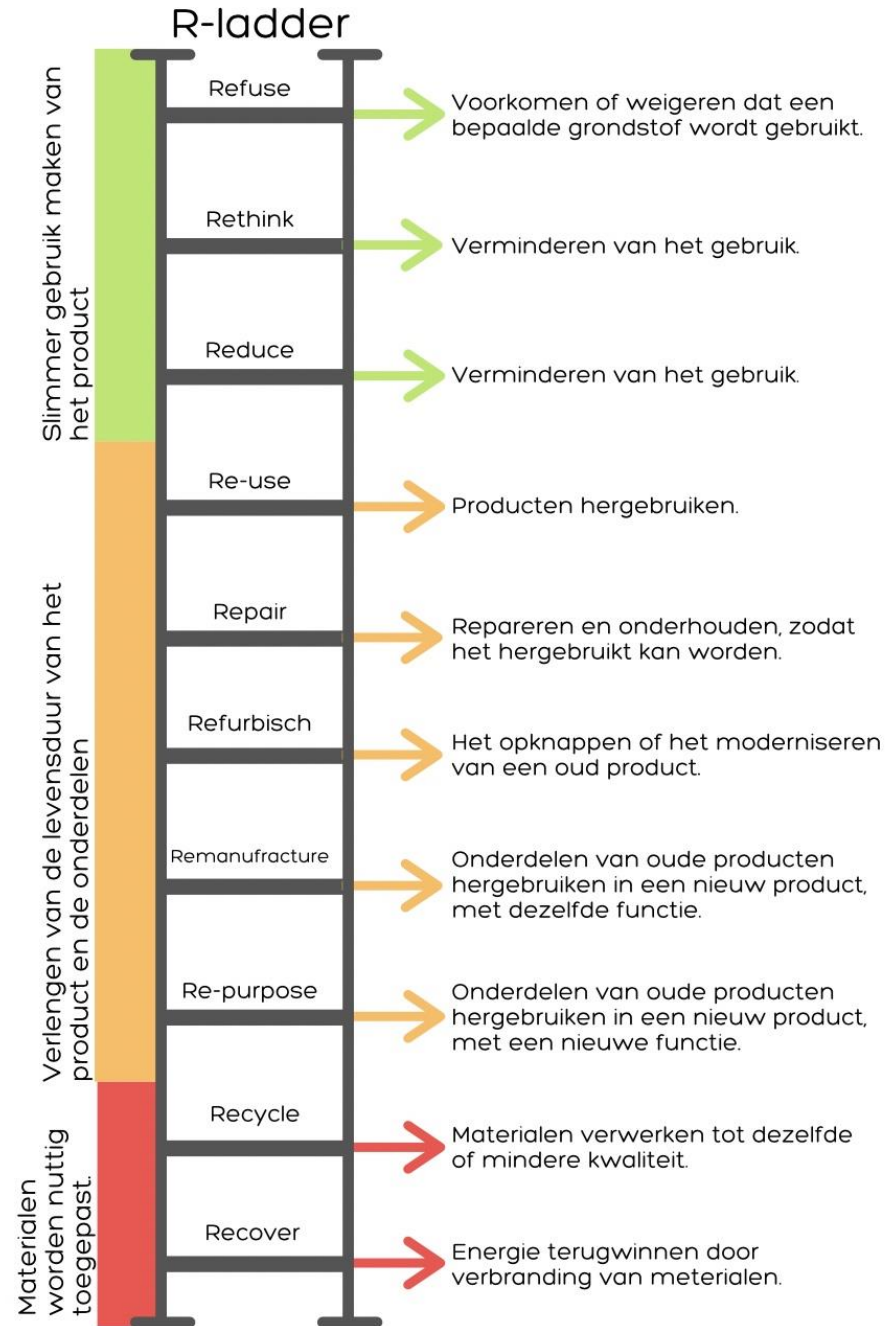 R-ladder
Slimmer gebruik maken van
het product
Refuse
Voorkomen of weigeren dat een
bepaalde grondstof wordt gebruikt.
Rethink
Verminderen van het gebruik.
Reduce
Verminderen van het gebruik.
Verlengen van de levensduur van het
product en de onderdelen
Re-use
Producten hergebruiken.
Repair
Repareren en onderhouden, zodat
het hergebruikt kan worden.
Refurbisch
Het opknappen of het moderniseren
van een oud product.
Remanufracture
Onderdelen van oude producten
hergebruiken in een nieuw product,
met dezelfde functie.
Re-purpose
Onderdelen van oude producten
hergebruiken in een nieuw product,
met een nieuwe functie.
Materialen
worden nuttig
toegepast.
Recycle
Materialen verwerken tot dezelfde
of mindere kwaliteit.
Recover
Energie terugwinnen door
verbranding van meterialen.